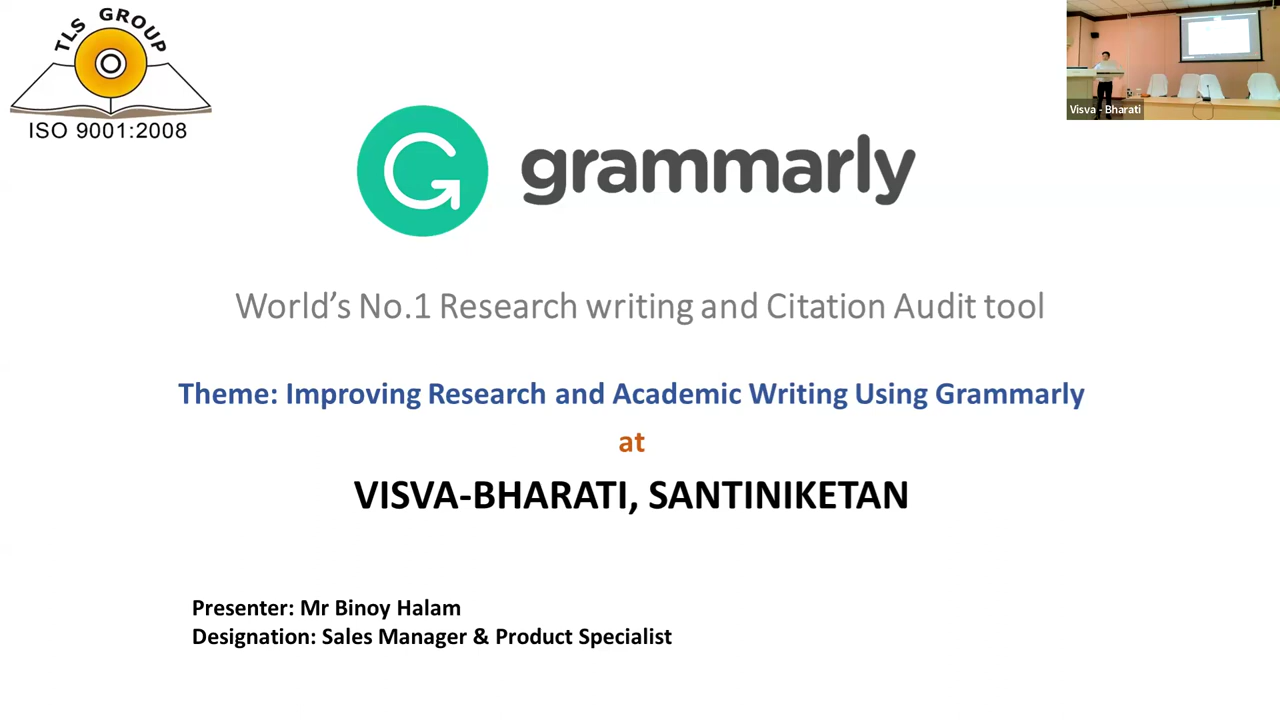 TLS GROUP
ISO 9001:2008
Visva - Bharati
grammarly
World's No.1 Research writing and Citation Audit tool
Theme: Improving Research and Academic Writing Using Grammarly
at
VISVA-BHARATI, SANTINIKETAN
Presenter: Mr Binoy Halam
Designation: Sales Manager & Product Specialist